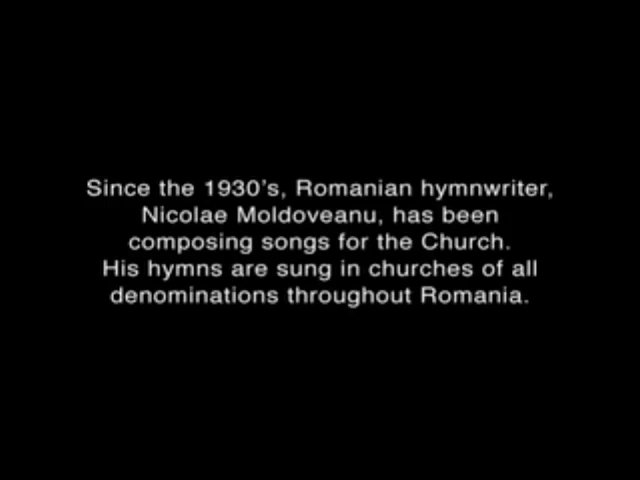 Since the 1930's, Romanian hymnwriter,
Nicolae Moldoveanu, has been
composing songs for the Church.
His hymns are sung in churches of all
denominations throughout Romania.